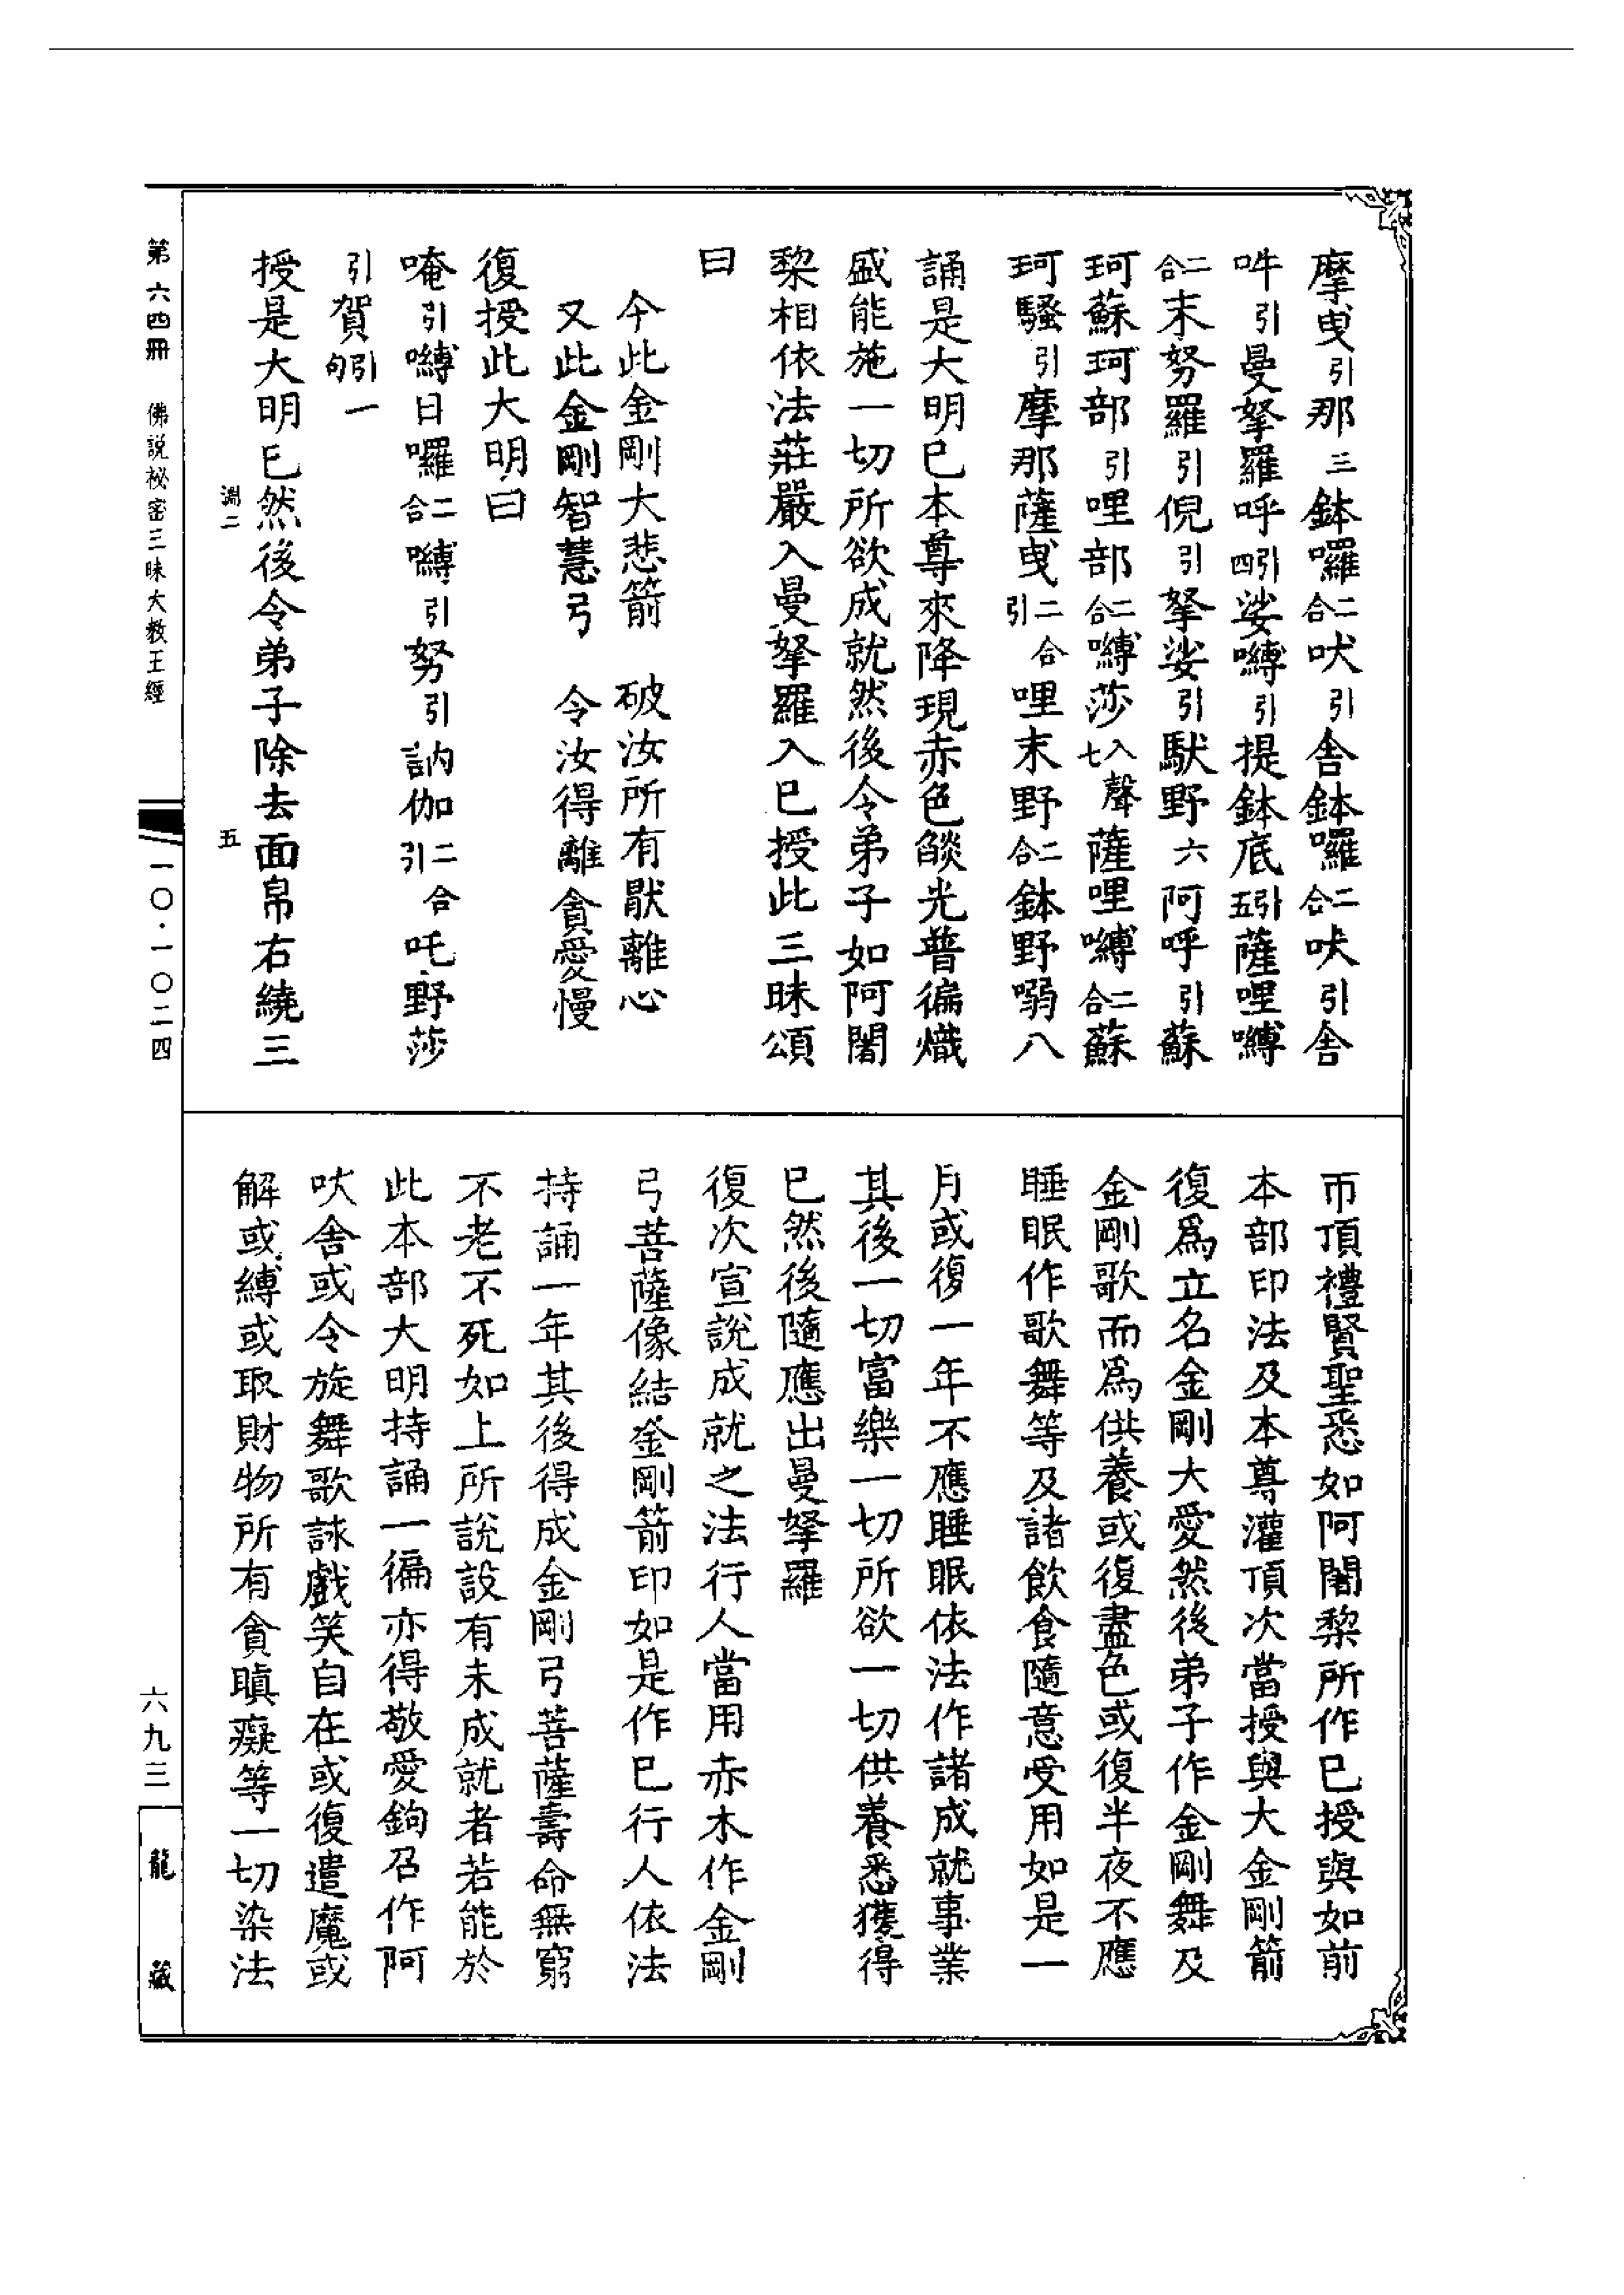 摩曳引那三鉢囉二合吠引舍鉢囉二合吠引舍
吽引曼拏羅呼引四娑嚩引提鉢底引五薩哩嚩
二合末努羅引倪引拏娑引馱野六阿呼引蘇
珂蘇珂部引哩部二合嚩莎入聲七薩哩嚩二合蘇
珂騷引摩那薩曳二合引哩末野二合鉢野㗚八
誦是大明已本尊來降現赤色燄光普徧熾
盛能施一切所欲成就然後令弟子如阿闍
黎相依法莊嚴入曼拏羅入已授此三昧頌
曰
今此金剛大悲箭　破汝所有厭離心
又此金剛智慧弓　令汝得離貪愛慢
復授此大明曰
唵引嚩日囉二合嚩引努引訥伽二合引吒野莎
引賀引句一
授是大明已然後令弟子除去面帛右繞三
帀頂禮賢聖悉如阿闍黎所作已授與如前
本部印法及本尊灌頂次當授與大金剛箭
復為立名金剛大愛然後弟子作金剛舞及
金剛歌而為供養或復盡色或復半夜不應
睡眠作歌舞等及諸飲食隨意受用如是一
月或復一年不應睡眠依法作諸成就事業
其後一切富樂一切所欲一切供養悉獲得
已然後隨應出曼拏羅
復次宣說成就之法行人當用赤木作金剛
弓菩薩像結金剛箭印如是作已行人依法
持誦一年其後得成金剛弓菩薩壽命無窮
不老不死如上所說設有未成就者若能於
此本部大明持誦一徧亦得敬愛鉤召作阿
吠舍或令旋舞歌詠戲笑自在或復遣魔或
解或縛或取財物所有貪瞋癡等一切染法
淵二
五
第六四冊　佛說祕密三昧大教王經
一〇·一〇二四
六九三
龍藏